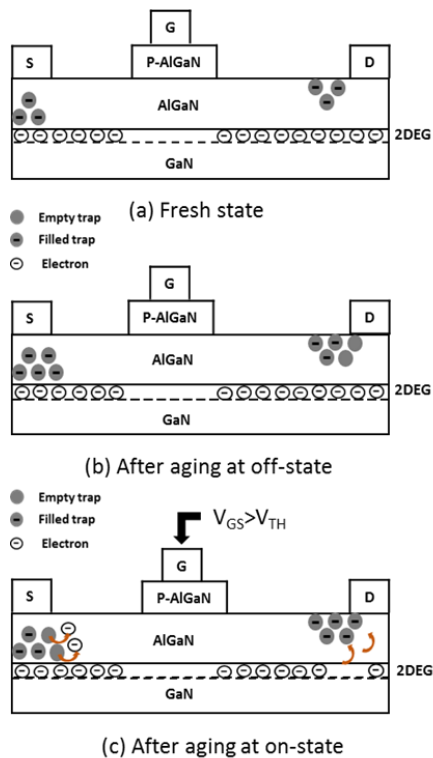 G
S
P-AlGaN
D
AlGaN
2DEG
GaN
(a) Fresh state
Empty trap
Filled trap
Electron
G
S
P-AlGaN
D
AlGaN
2DEG
GaN
(b) After aging at off-state
Empty trap
Filled trap
Electron
VGS>VTH
G
S
P-AlGaN
D
AlGaN
2DEG
GaN
(c) After aging at on-state